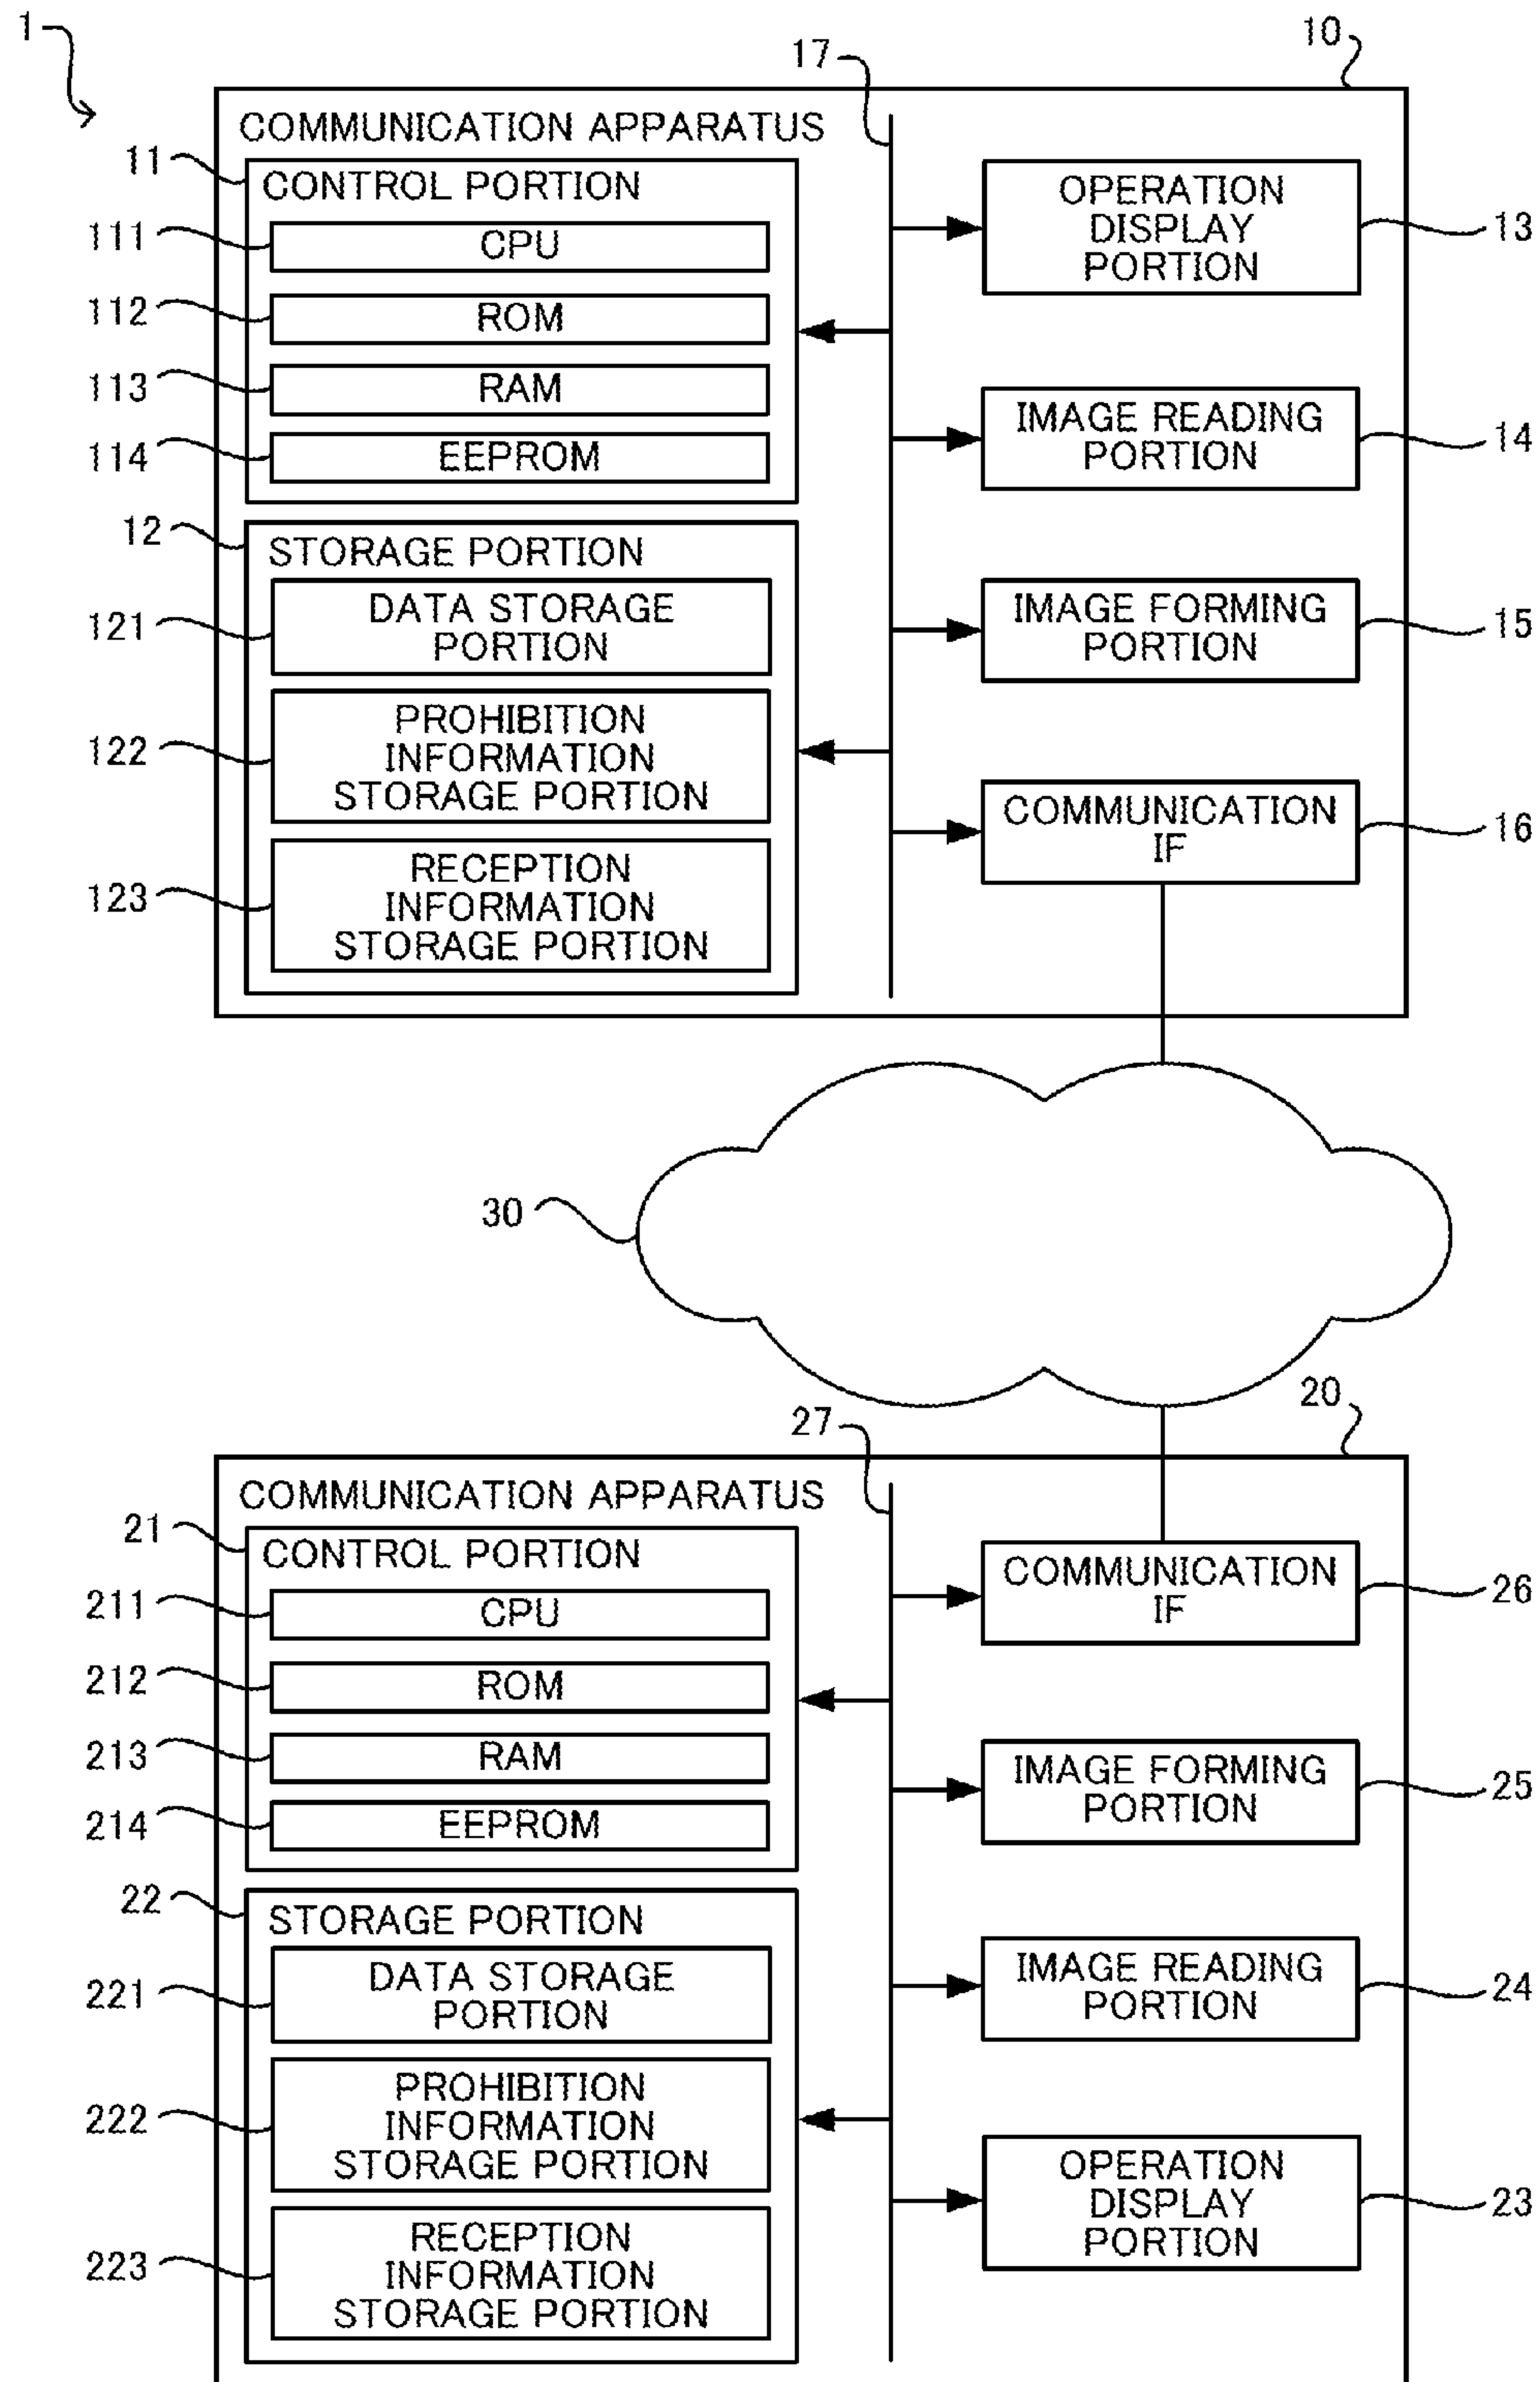 1
17
10
COMMUNICATION APPARATUS
11
CONTROL PORTION
111
CPU
112
ROM
113
RAM
114
EEPROM
12
STORAGE PORTION
121
DATA STORAGE
PORTION
122
PROHIBITION
INFORMATION
STORAGE PORTION
123
RECEPTION
INFORMATION
STORAGE PORTION
OPERATION
DISPLAY
PORTION
13
IMAGE READING
PORTION
14
IMAGE FORMING
PORTION
15
COMMUNICATION
IF
16
30
27
20
COMMUNICATION APPARATUS
21
CONTROL PORTION
211
CPU
212
ROM
213
RAM
214
EEPROM
22
STORAGE PORTION
221
DATA STORAGE
PORTION
222
PROHIBITION
INFORMATION
STORAGE PORTION
223
RECEPTION
INFORMATION
STORAGE PORTION
COMMUNICATION
IF
26
IMAGE FORMING
PORTION
25
IMAGE READING
PORTION
24
OPERATION
DISPLAY
PORTION
23